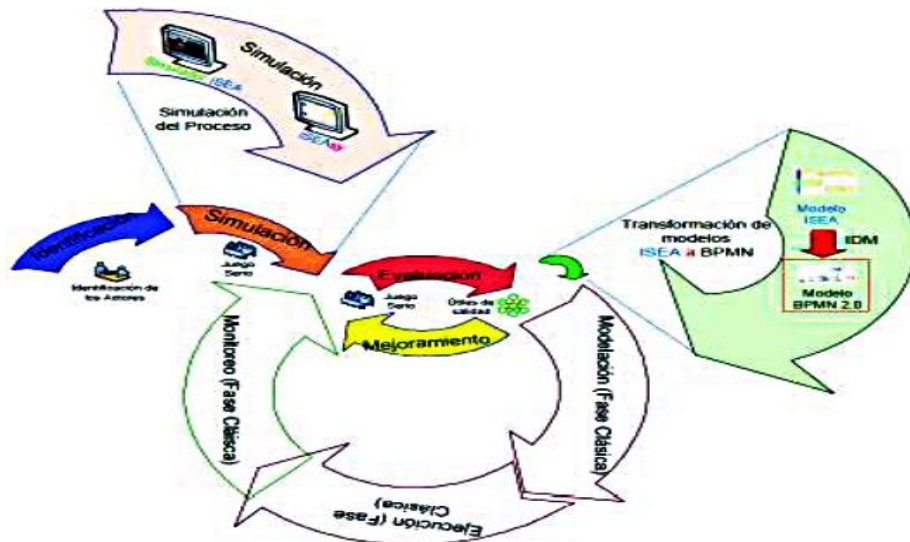 Simulación
Simulador ISEA
ISEA
Simulación
del Proceso
Identificación
Identificación de
los Actores
Simulación
Juego
Serio
Evaluacion
Juego
Serio
Útiles de
calidad
Mejoramiento
Transformación de
modelos
ISEA a BPMN
Modelo
ISEA
IDM
Modelo
BPMN 2.0
Monitoreo (Fase Cláisca)
Modelación (Fase Clásica)
Ejecución (Fase
Clásica)